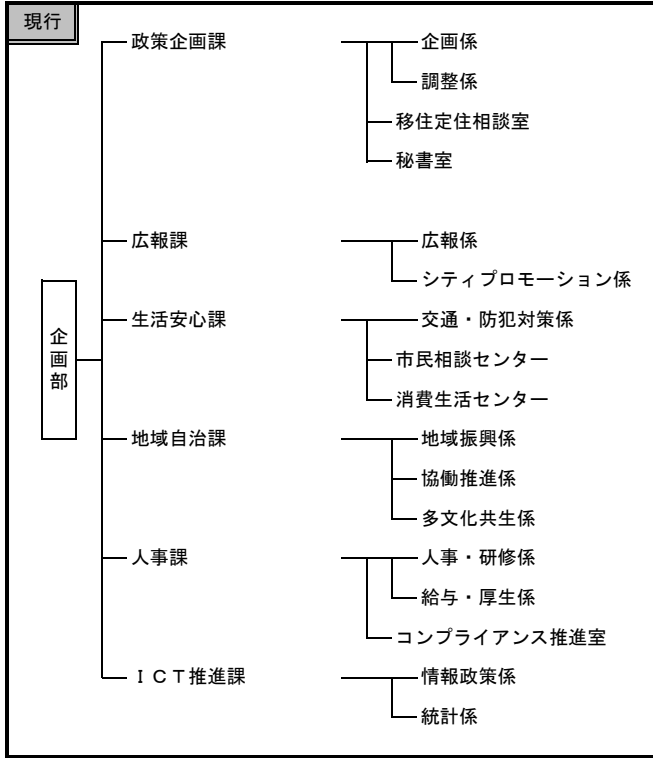 現行
企画部
政策企画課
企画係
調整係
移住定住相談室
秘書室
広報課
広報係
シティプロモーション係
生活安心課
交通・防犯対策係
市民相談センター
消費生活センター
地域自治課
地域振興係
協働推進係
多文化共生係
人事課
人事・研修係
給与・厚生係
コンプライアンス推進室
ＩＣＴ推進課
情報政策係
統計係